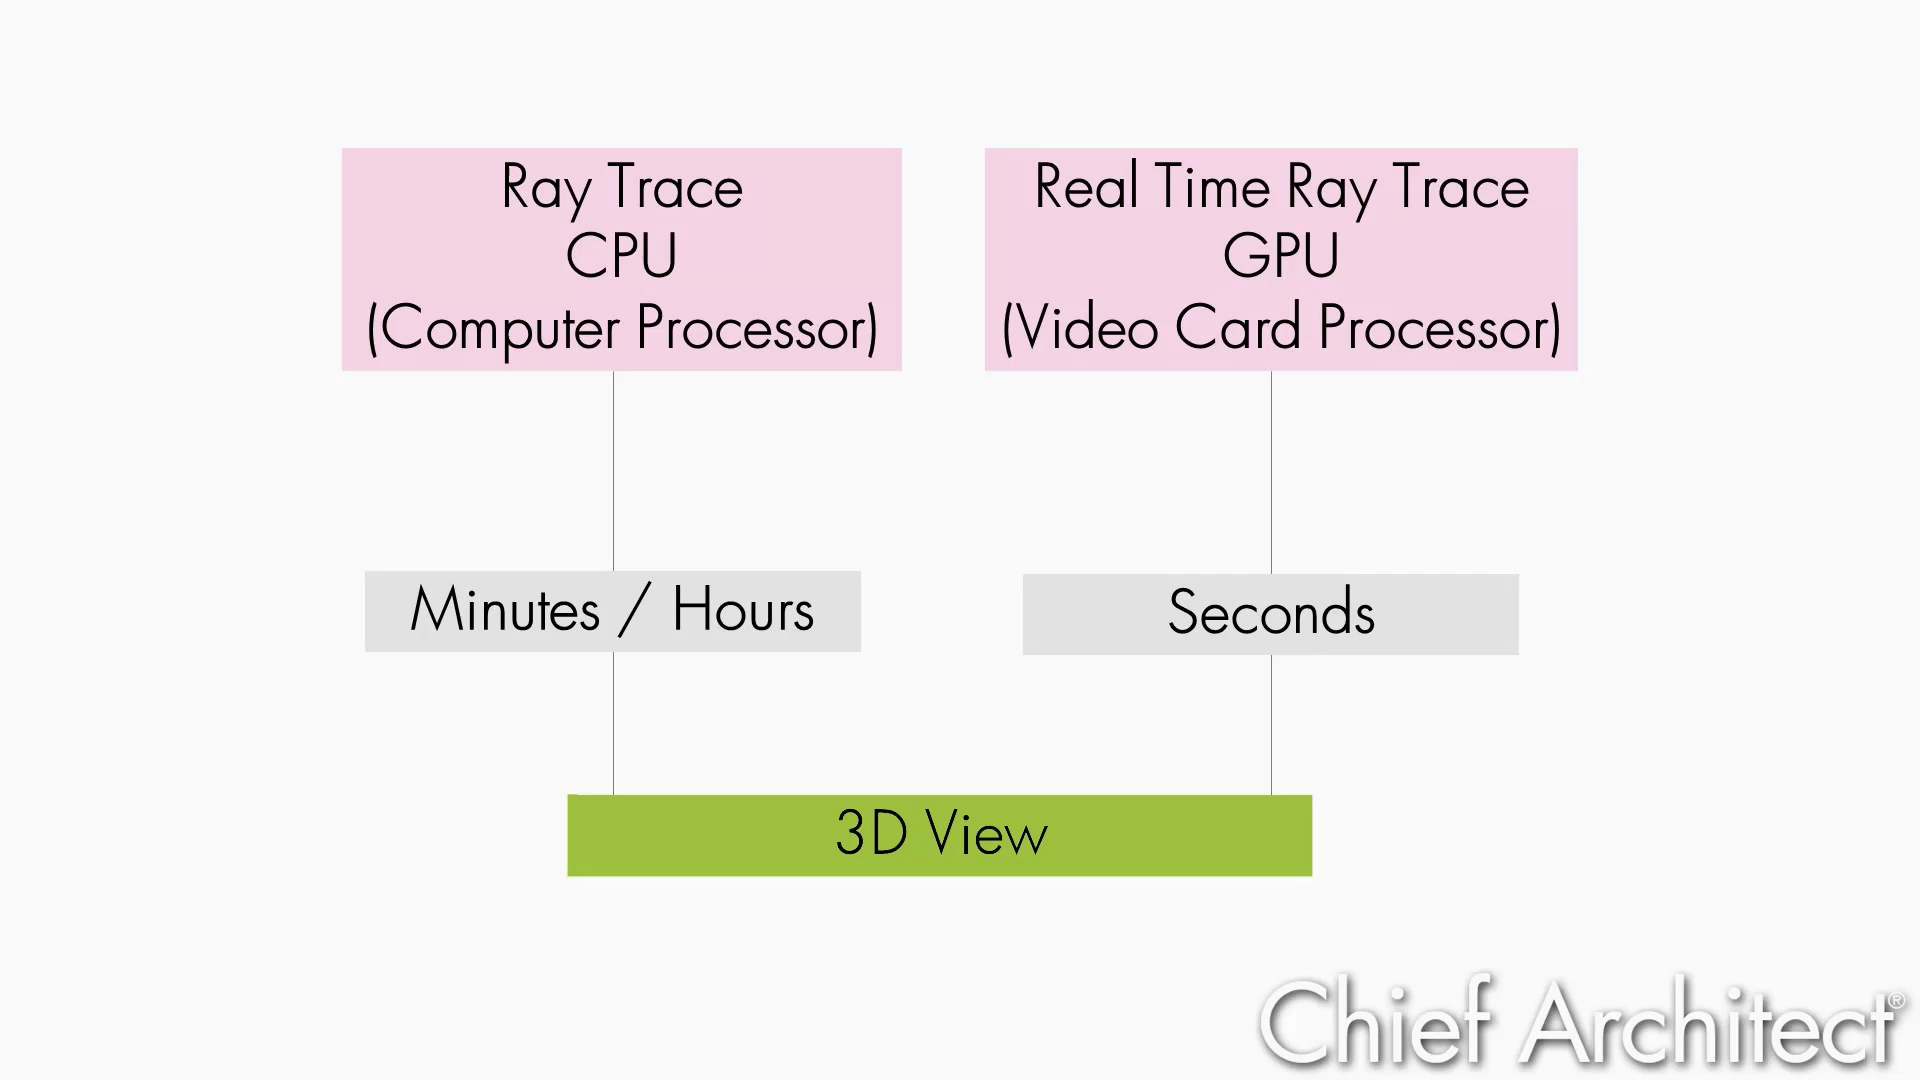 Ray Trace
CPU
(Computer Processor)
Real Time Ray Trace
GPU
(Video Card Processor)
Minutes / Hours
Seconds
3D View
Chief Architect®